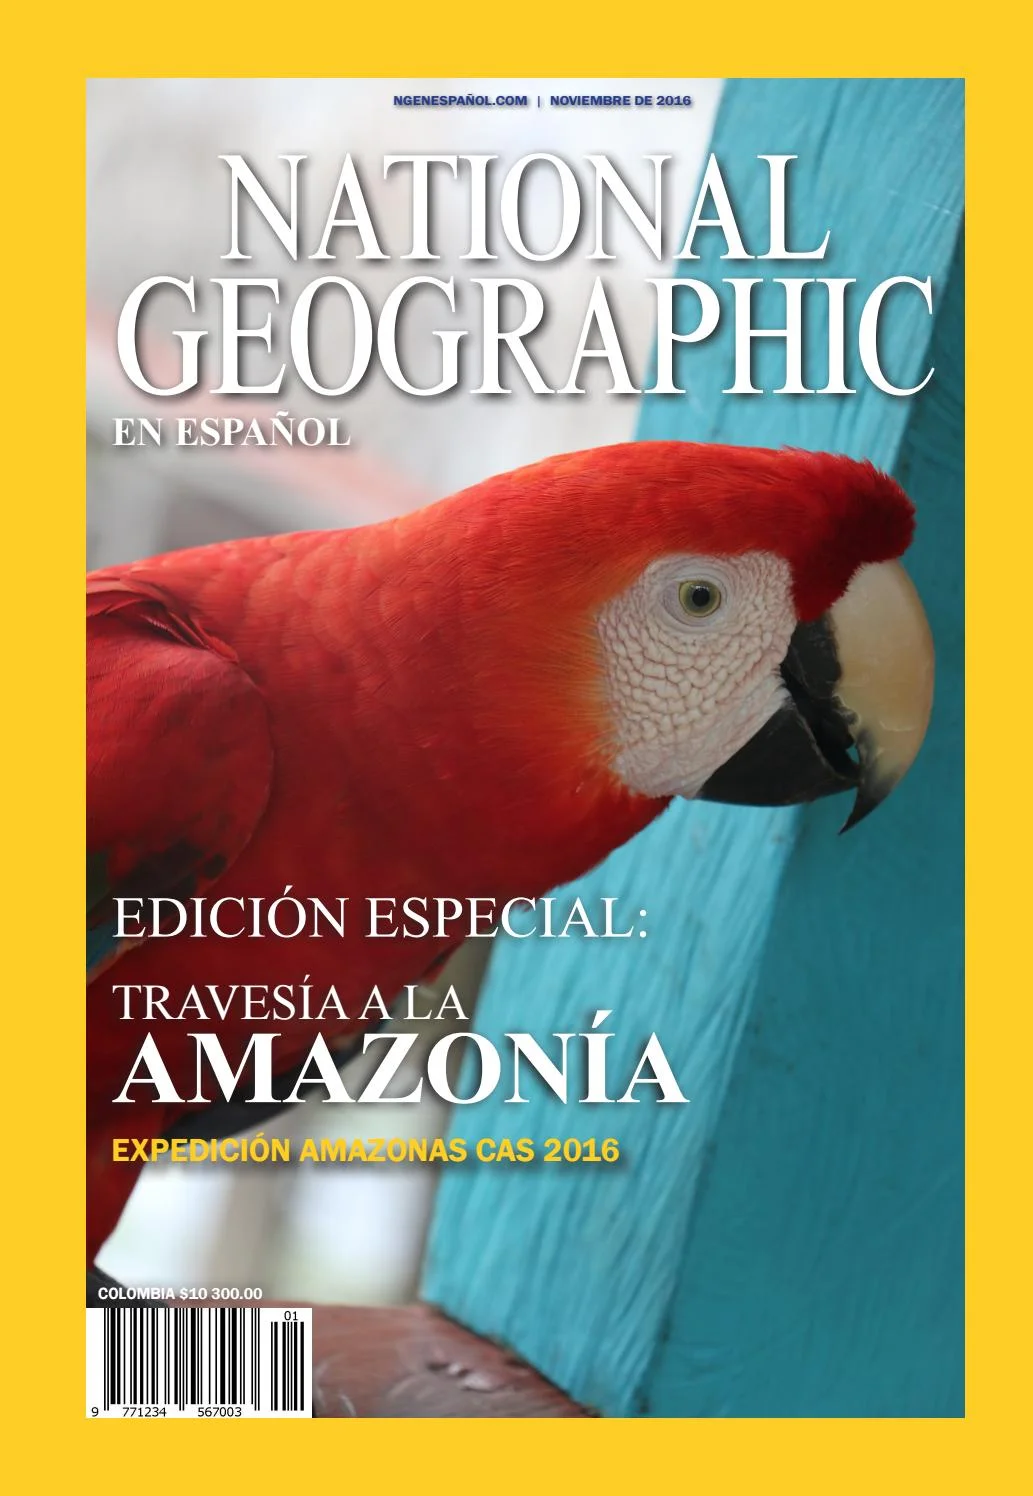 NGENESPAÑOL.COM | NOVIEMBRE DE 2016
NATIONAL
GEOGRAPHIC
EN ESPAÑOL
EDICIÓN ESPECIAL:
TRAVESÍA A LA
AMAZONÍA
EXPEDICIÓN AMAZONAS CAS 2016
COLOMBIA $10 300.00
01
9 771234 567003